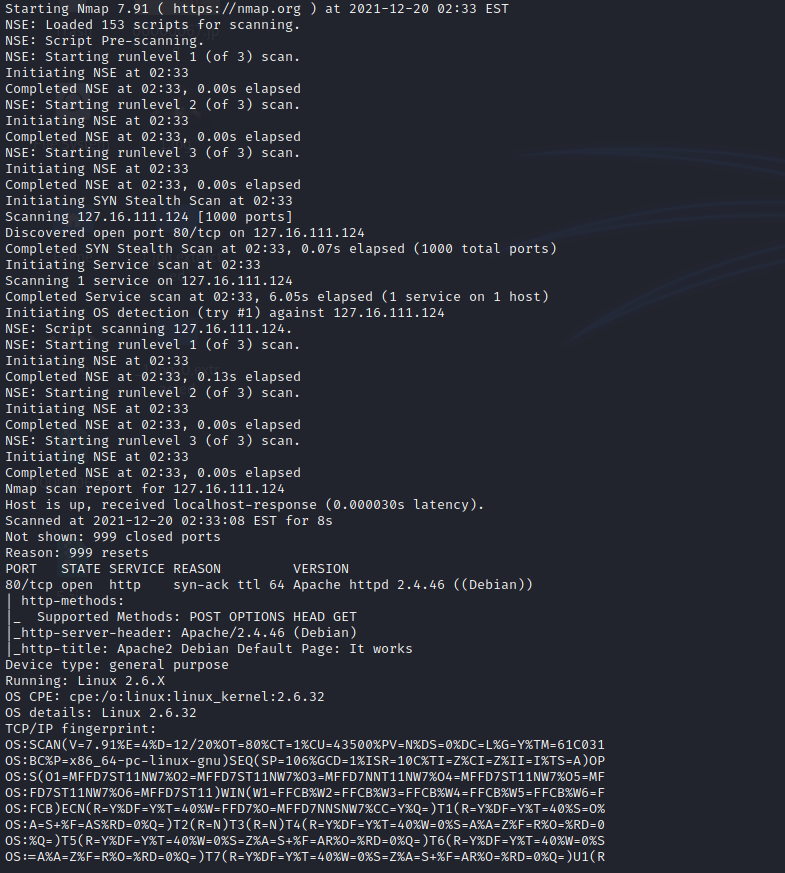 Starting Nmap 7.91 ( https://nmap.org ) at 2021-12-20 02:33 EST
NSE: Loaded 153 scripts for scanning.
NSE: Script Pre-scanning.
NSE: Starting runlevel 1 (of 3) scan.
Initiating NSE at 02:33
Completed NSE at 02:33, 0.00s elapsed
NSE: Starting runlevel 2 (of 3) scan.
Initiating NSE at 02:33
Completed NSE at 02:33, 0.00s elapsed
NSE: Starting runlevel 3 (of 3) scan.
Initiating NSE at 02:33
Completed NSE at 02:33, 0.00s elapsed
Initiating SYN Stealth Scan at 02:33
Scanning 127.16.111.124 [1000 ports]
Discovered open port 80/tcp on 127.16.111.124
Completed SYN Stealth Scan at 02:33, 0.07s elapsed (1000 total ports)
Initiating Service scan at 02:33
Scanning 1 service on 127.16.111.124
Completed Service scan at 02:33, 6.05s elapsed (1 service on 1 host)
Initiating OS detection (try #1) against 127.16.111.124
NSE: Script scanning 127.16.111.124.
NSE: Starting runlevel 1 (of 3) scan.
Initiating NSE at 02:33
Completed NSE at 02:33, 0.13s elapsed
NSE: Starting runlevel 2 (of 3) scan.
Initiating NSE at 02:33
Completed NSE at 02:33, 0.00s elapsed
NSE: Starting runlevel 3 (of 3) scan.
Initiating NSE at 02:33
Completed NSE at 02:33, 0.00s elapsed
Nmap scan report for 127.16.111.124
Host is up, received localhost-response (0.000030s latency).
Scanned at 2021-12-20 02:33:08 EST for 8s
Not shown: 999 closed ports
Reason: 999 resets
PORT   STATE SERVICE REASON         VERSION
80/tcp open  http    syn-ack ttl 64 Apache httpd 2.4.46 ((Debian))
| http-methods:
|_  Supported Methods: POST OPTIONS HEAD GET
|_http-server-header: Apache/2.4.46 (Debian)
|_http-title: Apache2 Debian Default Page: It works
Device type: general purpose
Running: Linux 2.6.X
OS CPE: cpe:/o:linux:linux_kernel:2.6.32
OS details: Linux 2.6.32
TCP/IP fingerprint:
OS:SCAN(V=7.91%E=4%D=12/20%OT=80%CT=1%CU=43500%PV=N%DS=0%DC=L%G=Y%TM=61C031
OS:BC%P=x86_64-pc-linux-gnu)SEQ(SP=106%GCD=1%ISR=10C%TI=Z%CI=Z%II=I%TS=A)OP
OS:S(O1=MFFD7ST11NW7%O2=MFFD7ST11NW7%O3=MFFD7NNT11NW7%O4=MFFD7ST11NW7%O5=MF
OS:FD7ST11NW7%O6=MFFD7ST11)WIN(W1=FFCB%W2=FFCB%W3=FFCB%W4=FFCB%W5=FFCB%W6=F
OS:FCB)ECN(R=Y%DF=Y%T=40%W=FFD7%O=MFFD7NNSNW7%CC=Y%Q=)T1(R=Y%DF=Y%T=40%S=O%
OS:A=S+%F=AS%RD=0%Q=)T2(R=N)T3(R=N)T4(R=Y%DF=Y%T=40%W=0%S=A%A=Z%F=R%O=%RD=0
OS:%Q=)T5(R=Y%DF=Y%T=40%W=0%S=Z%A=S+%F=AR%O=%RD=0%Q=)T6(R=Y%DF=Y%T=40%W=0%S
OS:=A%A=Z%F=R%O=%RD=0%Q=)T7(R=Y%DF=Y%T=40%W=0%S=Z%A=S+%F=AR%O=%RD=0%Q=)U1(R